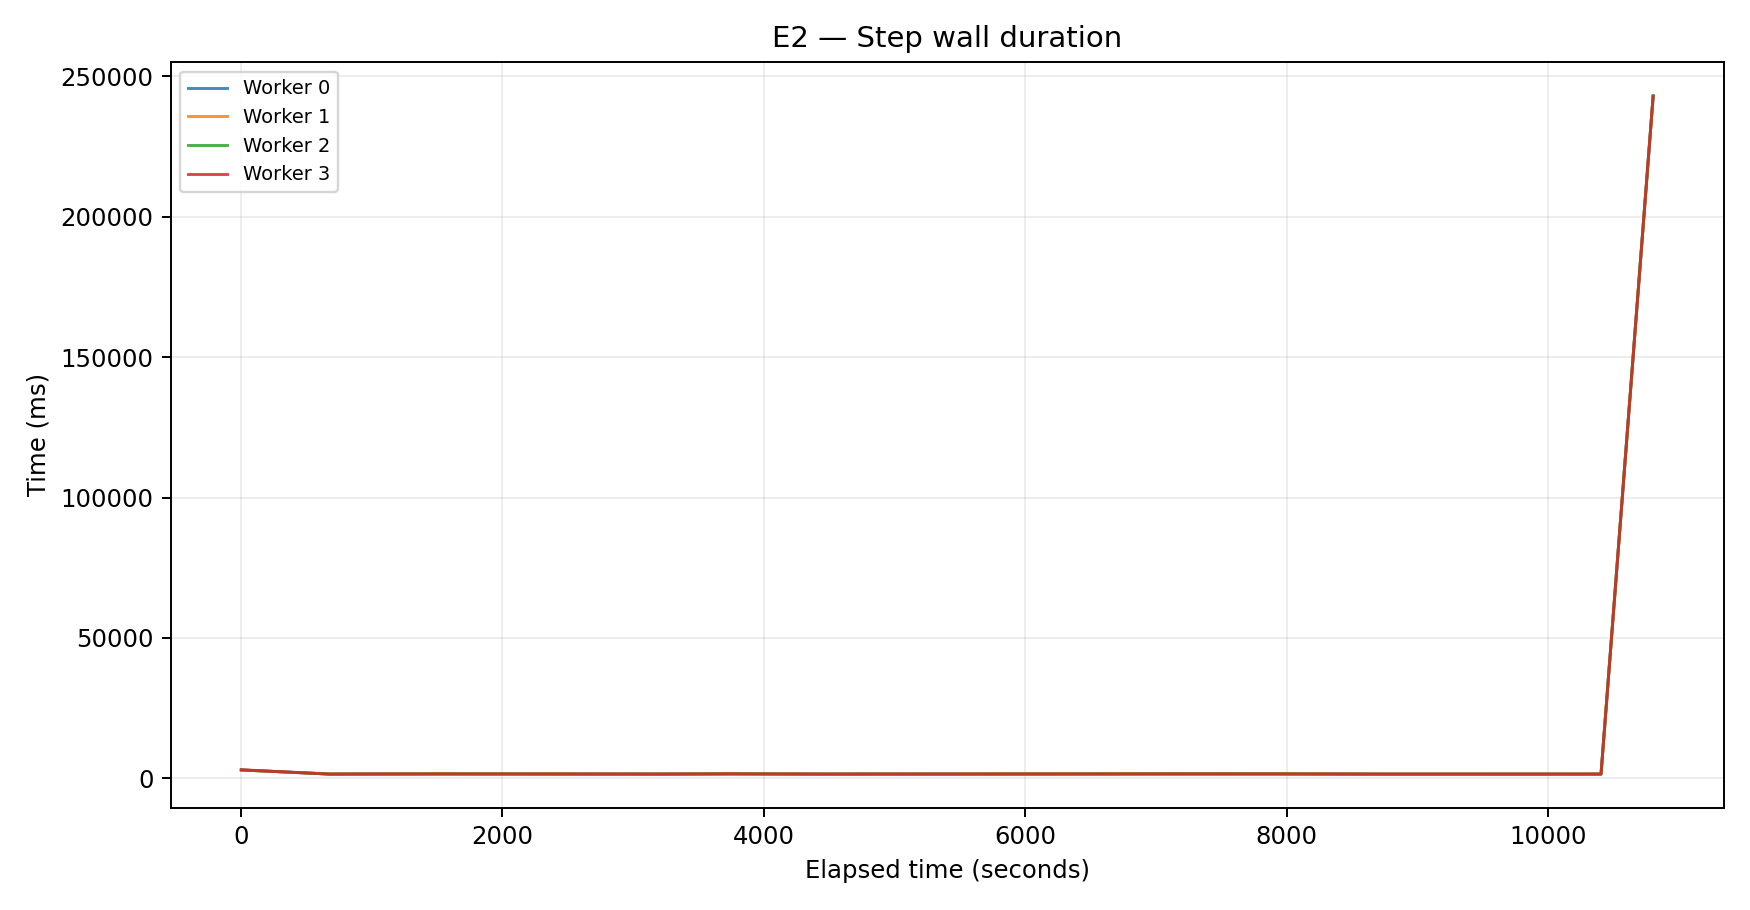 E2 — Step wall duration
250000
200000
150000
100000
50000
0
Time (ms)
Worker 0
Worker 1
Worker 2
Worker 3
0 2000 4000 6000 8000 10000
Elapsed time (seconds)